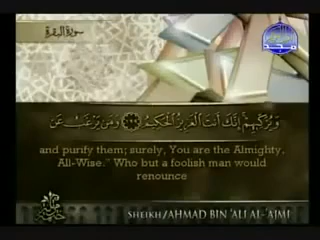 سورة البقرة
وَيُزَكِّيهِمْ إِنَّكَ أَنتَ الْعَزِيزُ الْحَكِيمُ ١٢٩ وَمَن يَرْغَبُ عَن
and purify them; surely, You are the Almighty,
All-Wise.” Who but a foolish man would
renounce
SHEIKH/AHMAD BIN 'ALI AL-'AJMI